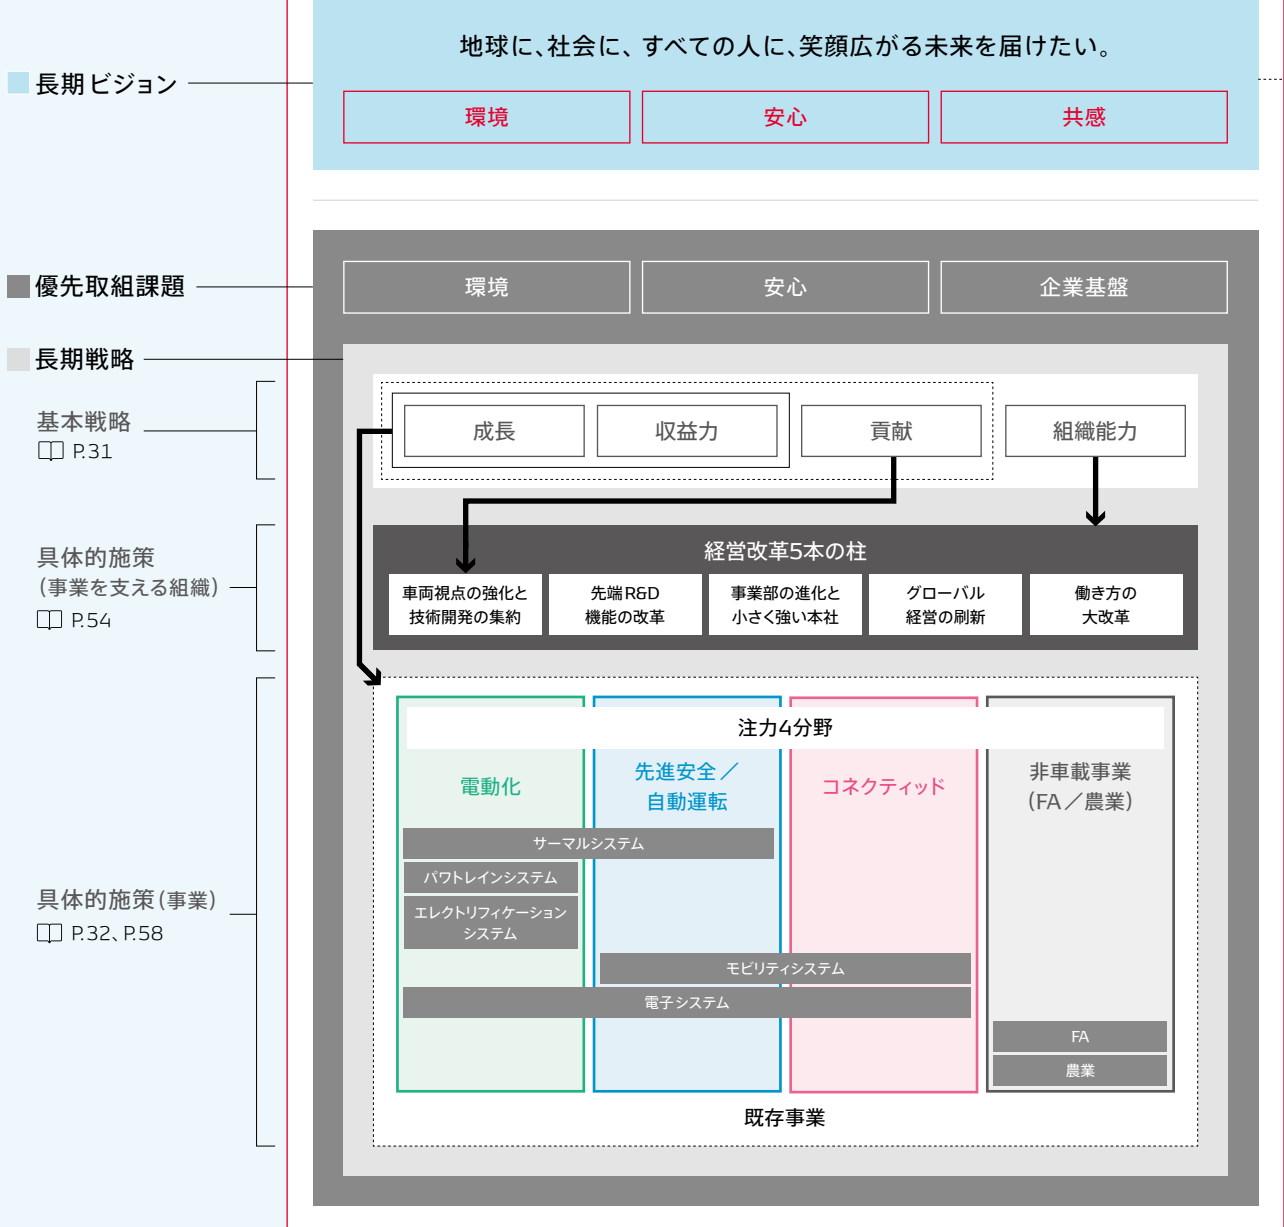 地球に、社会に、すべての人に、笑顔広がる未来を届けたい。
長期ビジョン
環境
安心
共感
優先取組課題
環境
安心
企業基盤
長期戦略
基本戦略
P.31
成長
収益力
貢献
組織能力
具体的施策
（事業を支える組織）
P.54
経営改革5本の柱
車両視点の強化と
技術開発の集約
先端R&D
機能の改革
事業部の進化と
小さく強い本社
グローバル
経営の刷新
働き方の
大改革
注力4分野
電動化
先進安全／
自動運転
コネクティッド
非車載事業
（FA／農業）
サーマルシステム
パワトレインシステム
エレクトリフィケーション
システム
モビリティシステム
電子システム
FA
農業
具体的施策（事業）
P.32、P.58
既存事業